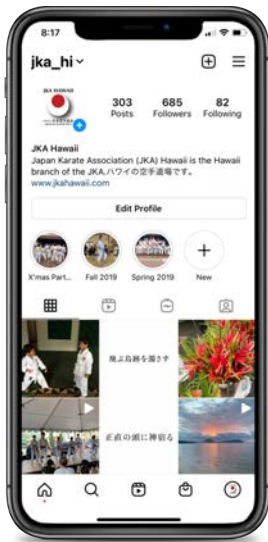 8:17
jka_hi
JKA HAWAII
303 685 82
Posts Followers Following
JKA Hawaii
Japan Karate Association (JKA) Hawaii is the Hawaii
branch of the JKA.ハワイの空手道場です。
www.jkahawaii.com
Edit Profile
X'mas Part... Fall 2019 Spring 2019 New
飛ぶ鳥跡を濁さず
正直の頭に神宿る